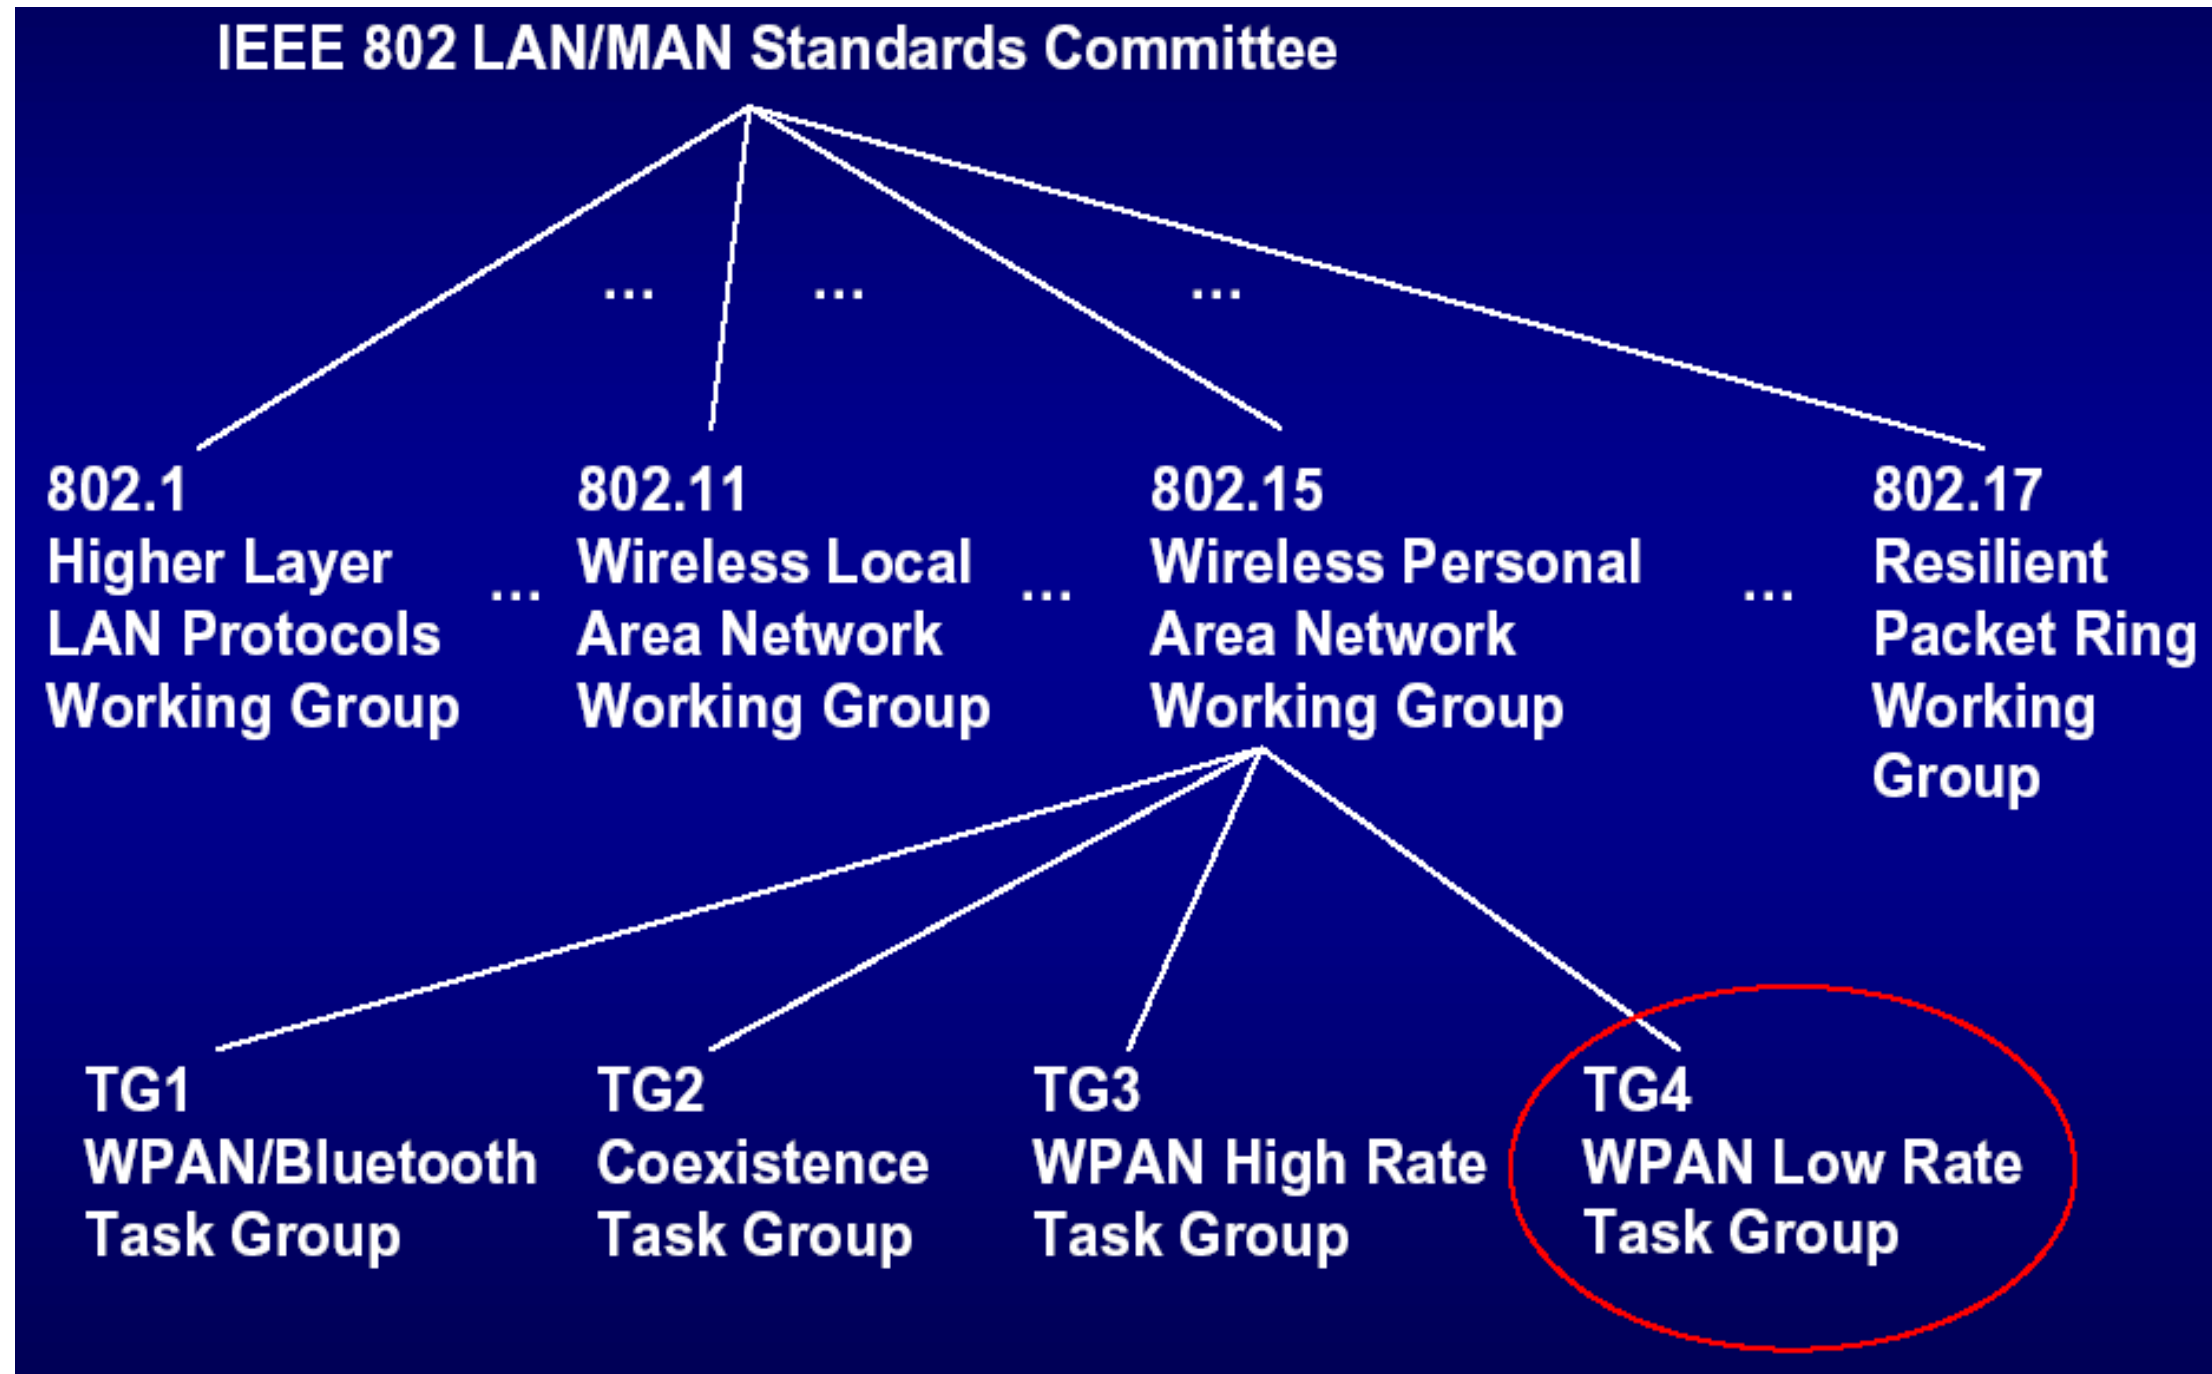 IEEE 802 LAN/MAN Standards Committee
... ... ...
802.1
Higher Layer
LAN Protocols
Working Group
...
802.11
Wireless Local
Area Network
Working Group
...
802.15
Wireless Personal
Area Network
Working Group
...
802.17
Resilient
Packet Ring
Working
Group
TG1
WPAN/Bluetooth
Task Group
TG2
Coexistence
Task Group
TG3
WPAN High Rate
Task Group
TG4
WPAN Low Rate
Task Group